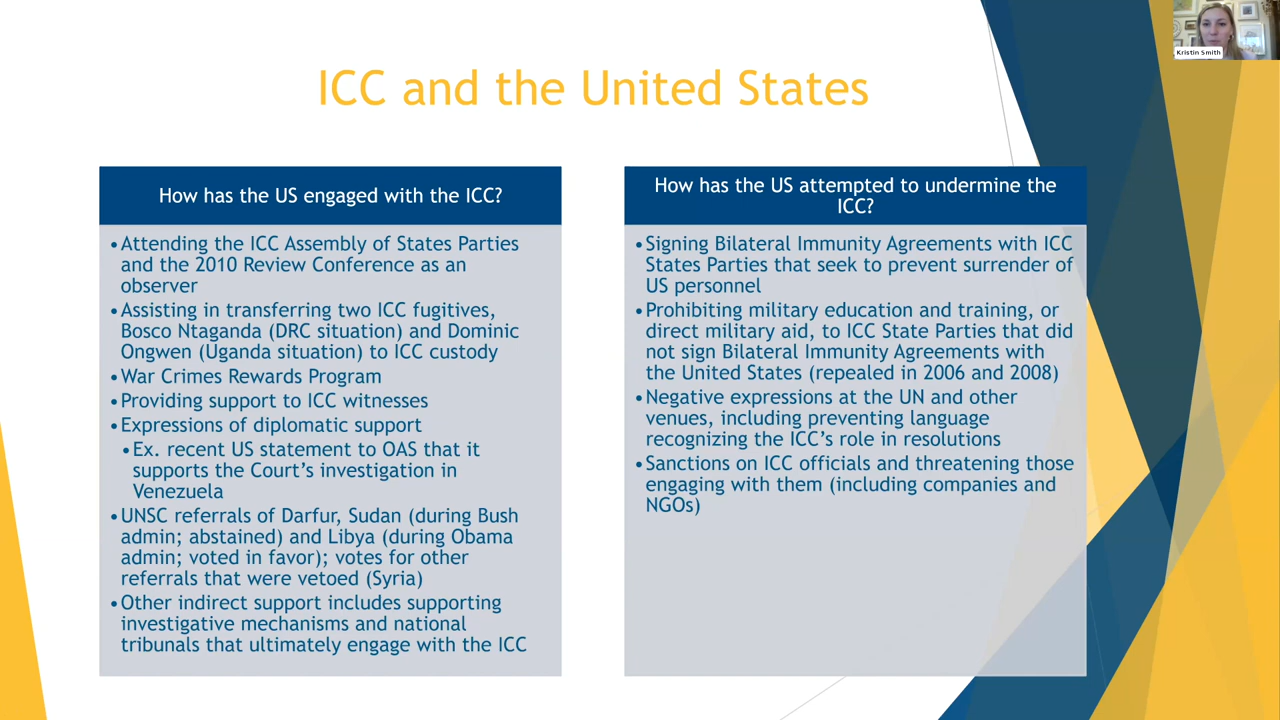 Kristin Smith
ICC and the United States
How has the US engaged with the ICC?
•Attending the ICC Assembly of States Parties
and the 2010 Review Conference as an
observer
•Assisting in transferring two ICC fugitives,
Bosco Ntaganda (DRC situation) and Dominic
Ongwen (Uganda situation) to ICC custody
•War Crimes Rewards Program
•Providing support to ICC witnesses
•Expressions of diplomatic support
•Ex. recent US statement to OAS that it
supports the Court's investigation in
Venezuela
•UNSC referrals of Darfur, Sudan (during Bush
admin; abstained) and Libya (during Obama
admin; voted in favor); votes for other
referrals that were vetoed (Syria)
•Other indirect support includes supporting
investigative mechanisms and national
tribunals that ultimately engage with the ICC
How has the US attempted to undermine the
ICC?
•Signing Bilateral Immunity Agreements with ICC
States Parties that seek to prevent surrender of
US personnel
•Prohibiting military education and training, or
direct military aid, to ICC State Parties that did
not sign Bilateral Immunity Agreements with
the United States (repealed in 2006 and 2008)
•Negative expressions at the UN and other
venues, including preventing language
recognizing the ICC's role in resolutions
•Sanctions on ICC officials and threatening those
engaging with them (including companies and
NGOs)